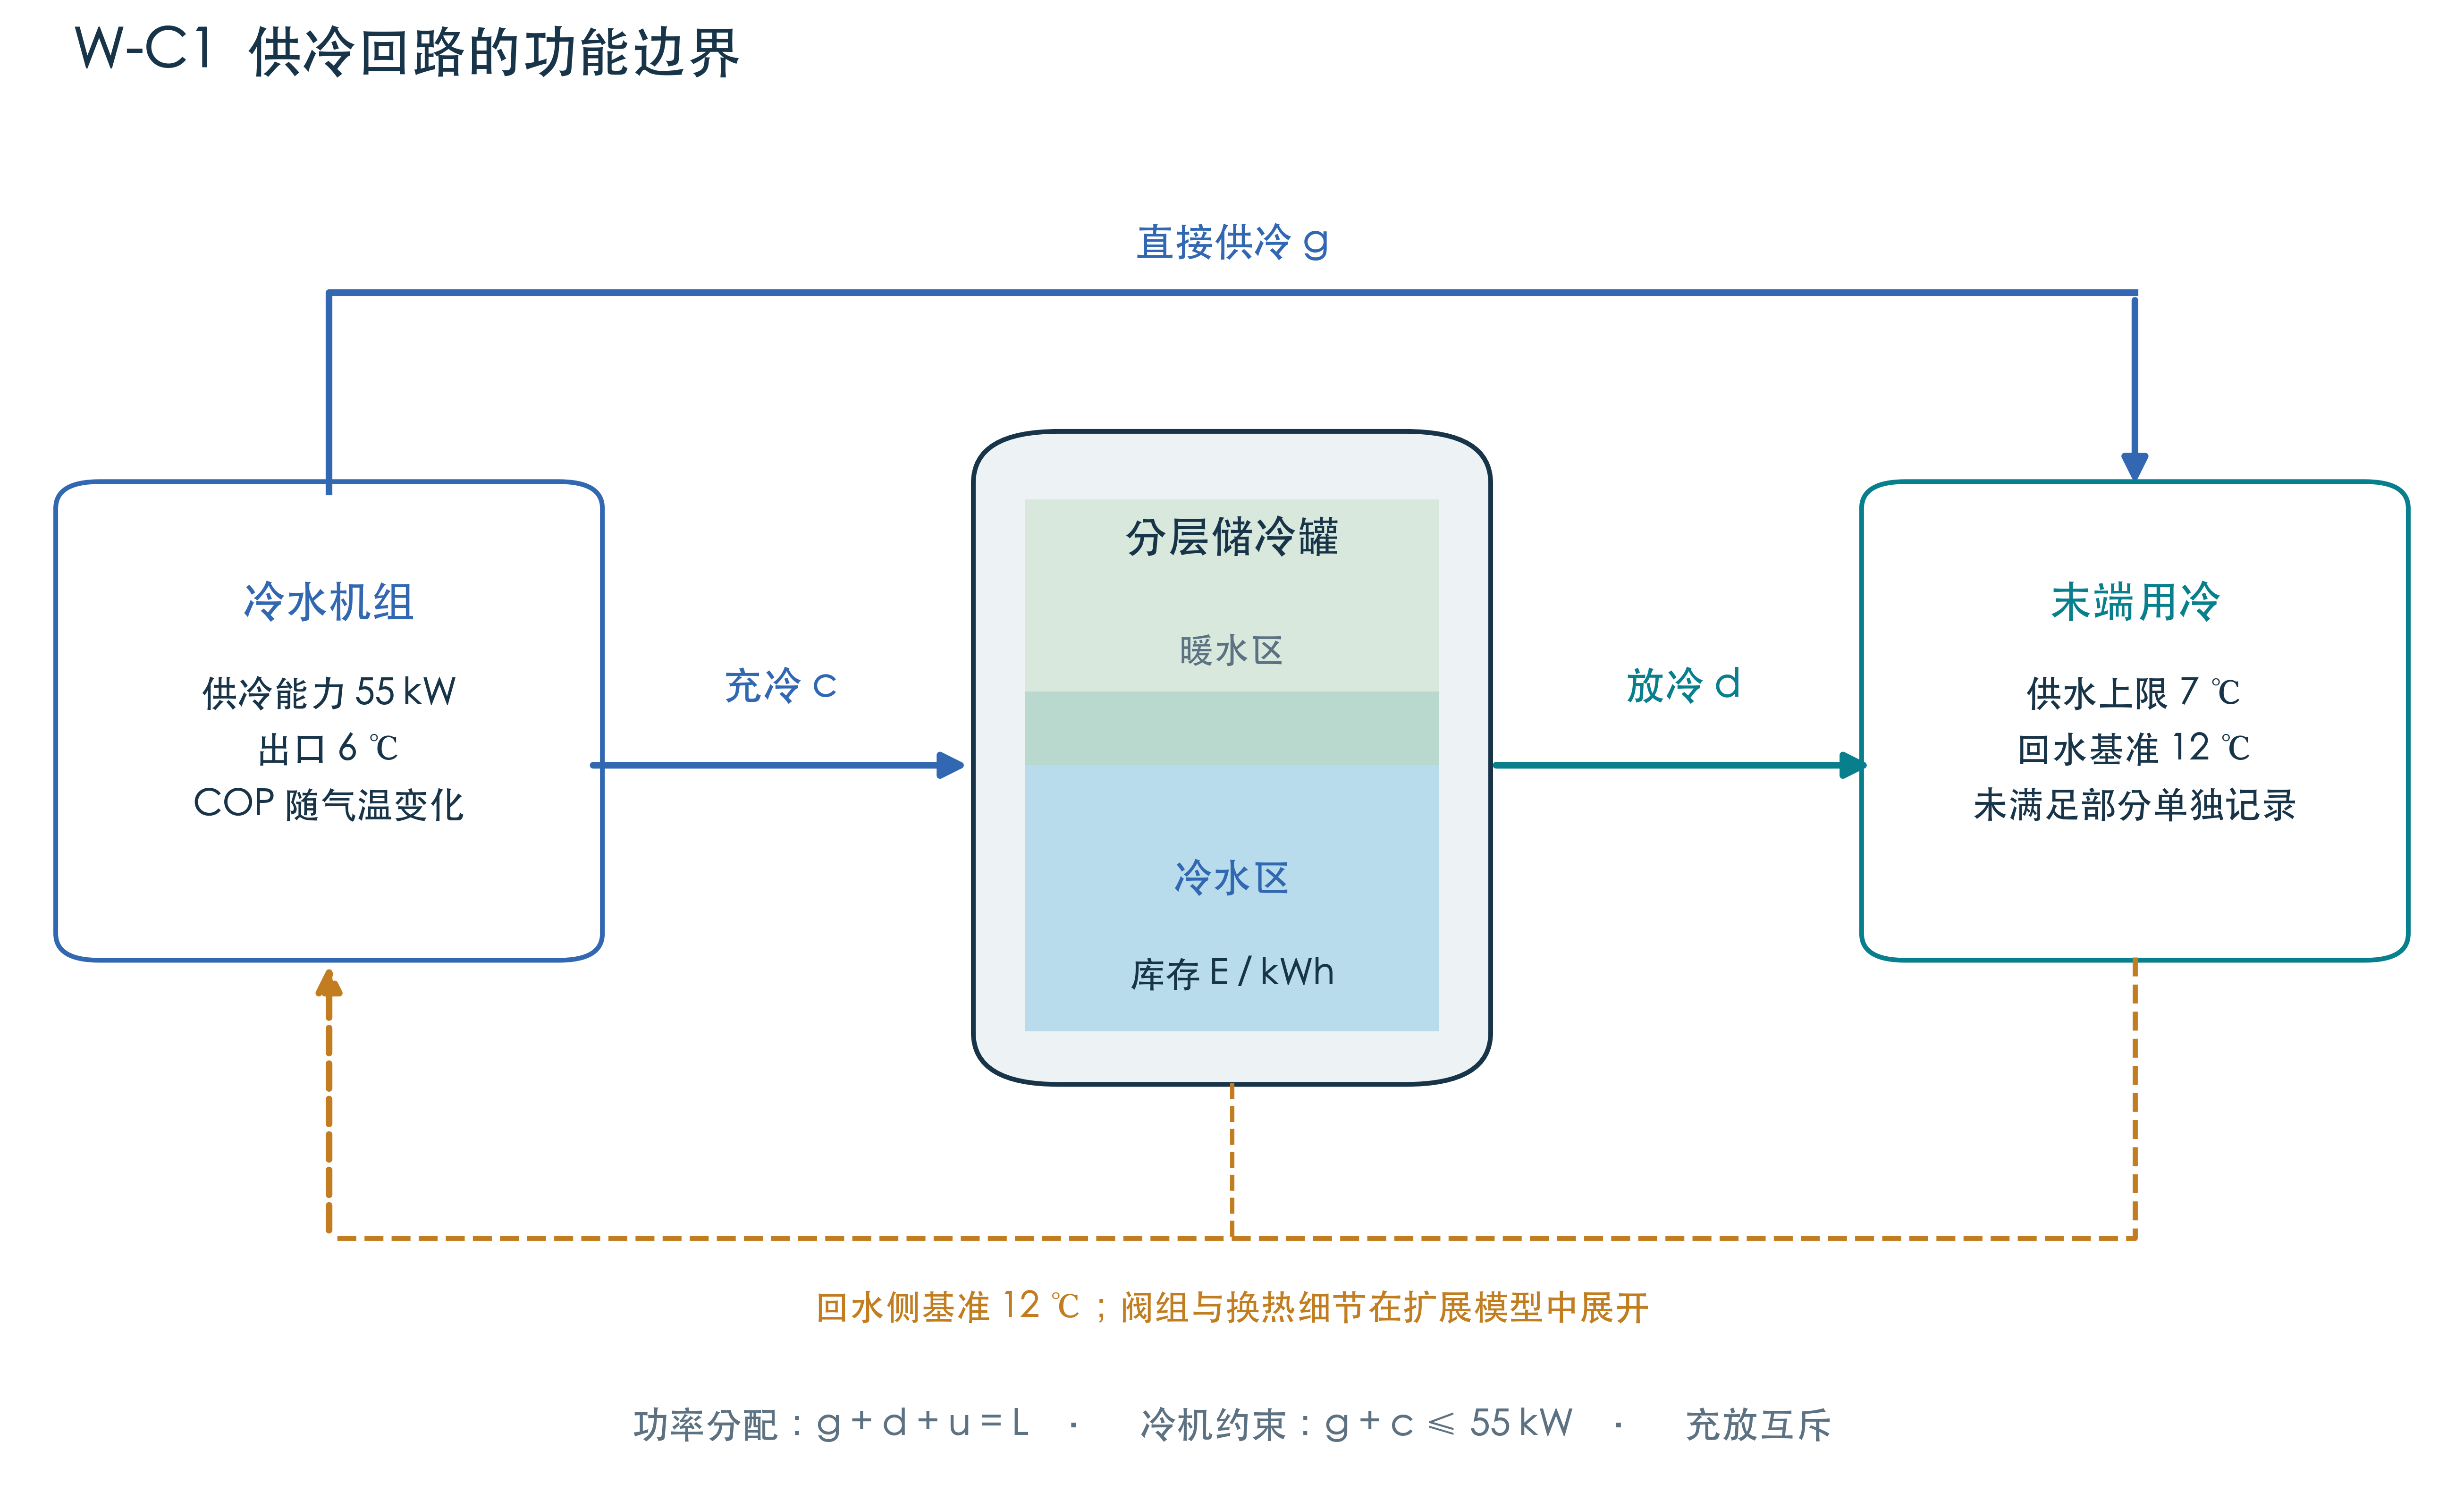 W-C1 供冷回路的功能边界
直接供冷 g
冷水机组
供冷能力 55 kW
出口 6 ℃
COP 随气温变化
充冷 c
分层储冷罐
暖水区
冷水区
库存 E / kWh
放冷 d
末端用冷
供水上限 7 ℃
回水基准 12 ℃
未满足部分单独记录
回水侧基准 12 ℃；阀组与换热细节在扩展模型中展开
功率分配：g + d + u = L · 冷机约束：g + c ⩽ 55 kW · 充放互斥